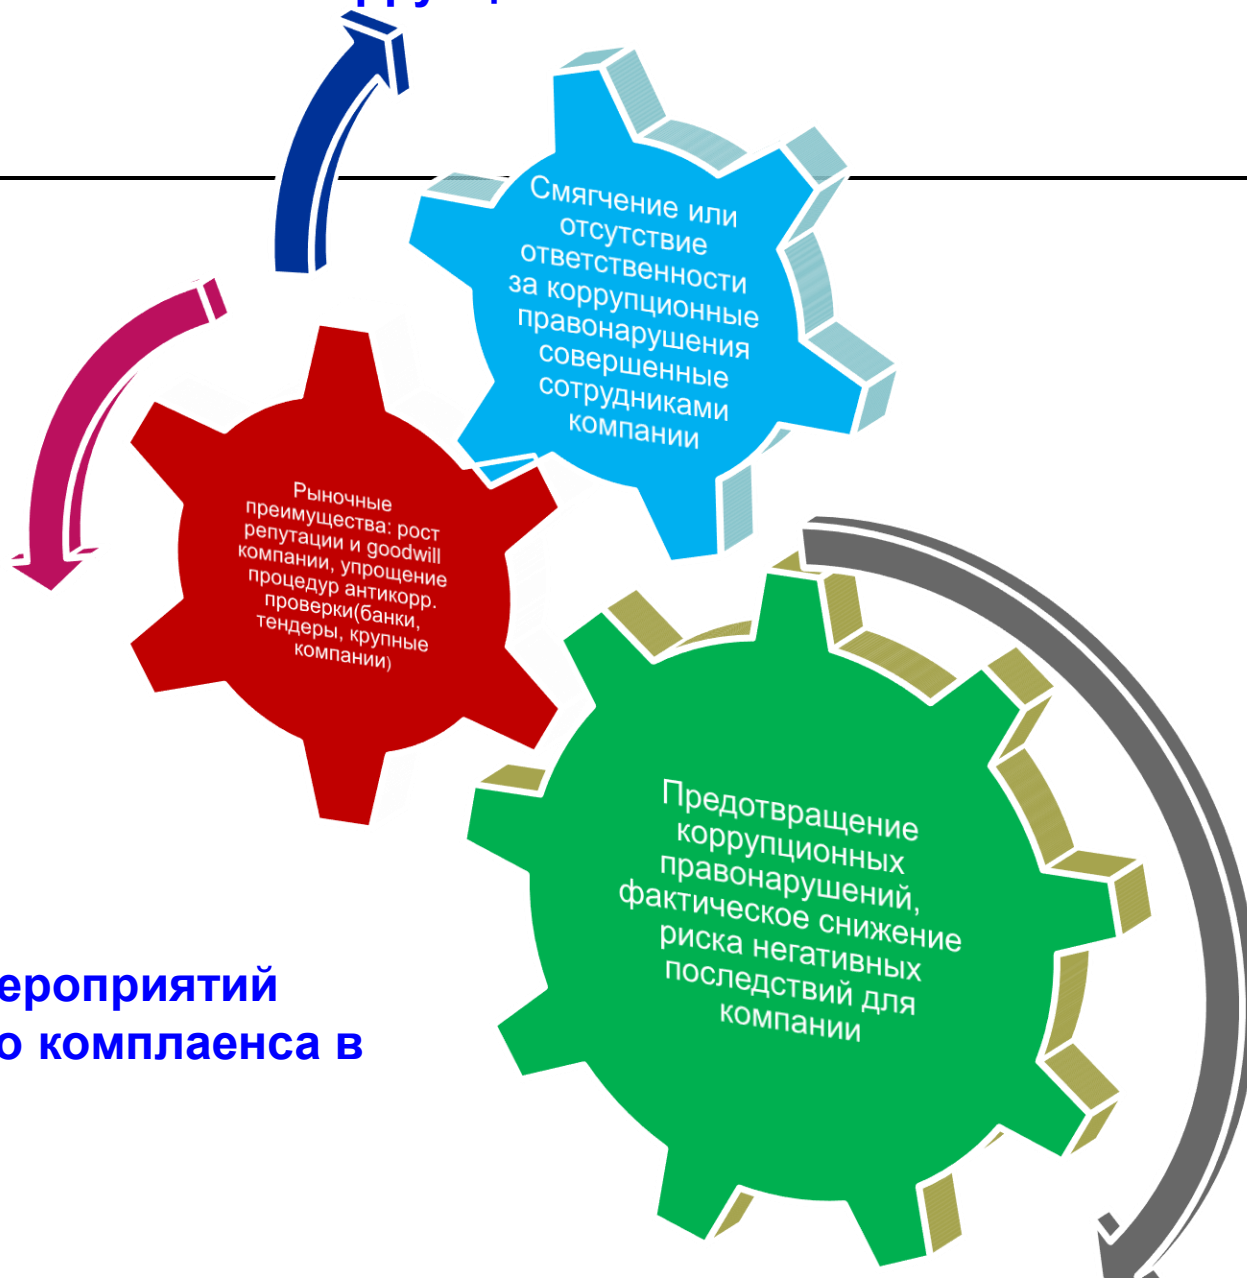 Смягчение или
отсутствие
ответственности
за коррупционные
правонарушения
совершенные
сотрудниками
компании
Рыночные
преимущества: рост
репутации и goodwill
компании, упрощение
процедур антикорр.
проверки(банки,
тендеры, крупные
компании)
Предотвращение
коррупционных
правонарушений,
фактическое снижение
риска негативных
последствий для
компании
ероприятий
о комплаенса в